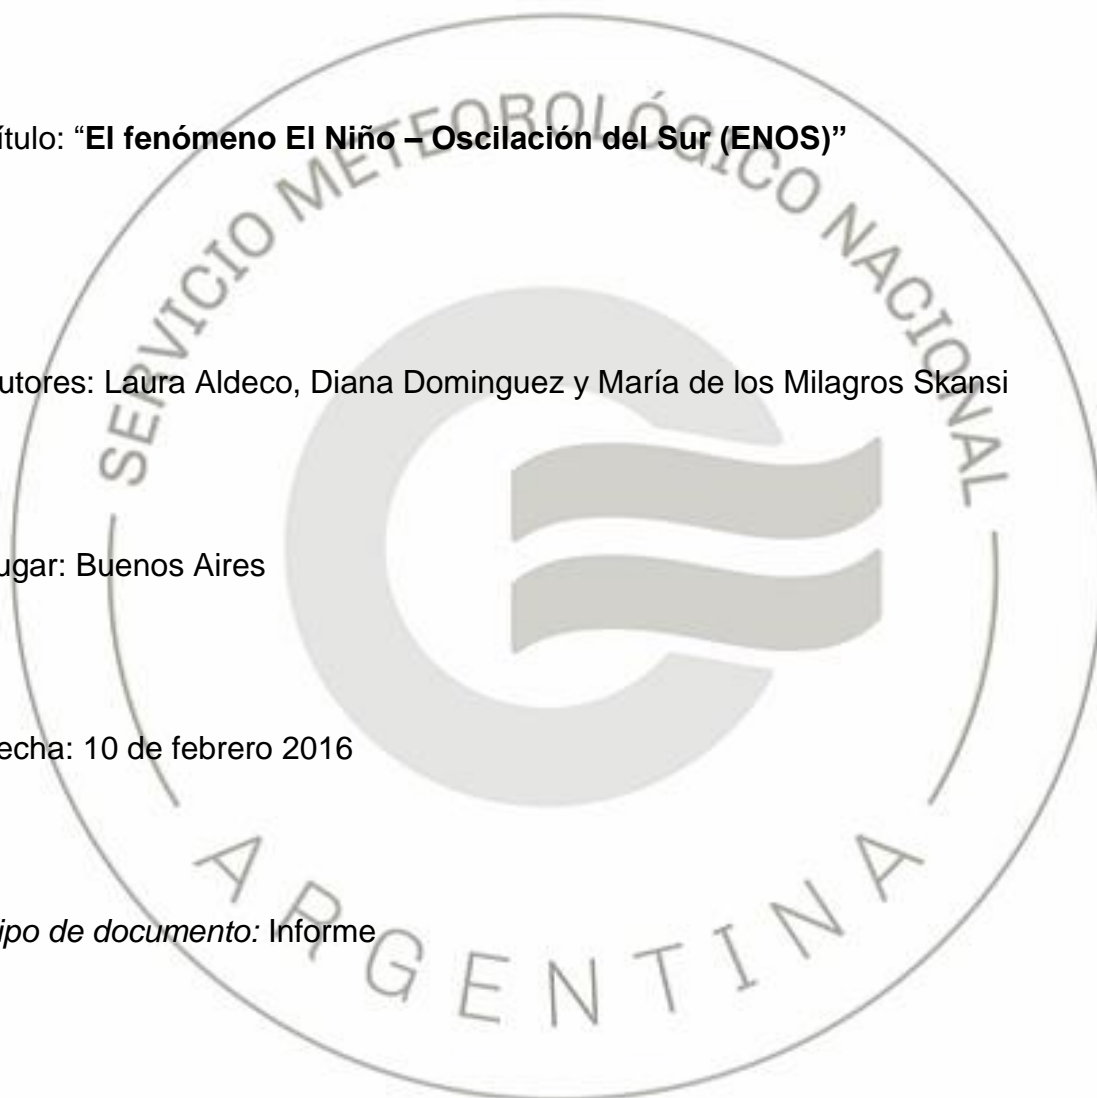 ítulo: “El fenómeno El Niño – Oscilación del Sur (ENOS)”
utores: Laura Aldeco, Diana Dominguez y María de los Milagros Skansi
ugar: Buenos Aires
echa: 10 de febrero 2016
ipo de documento: Informe
SERVICIO METEOROLÓGICO NACIONAL
ARGENTINA